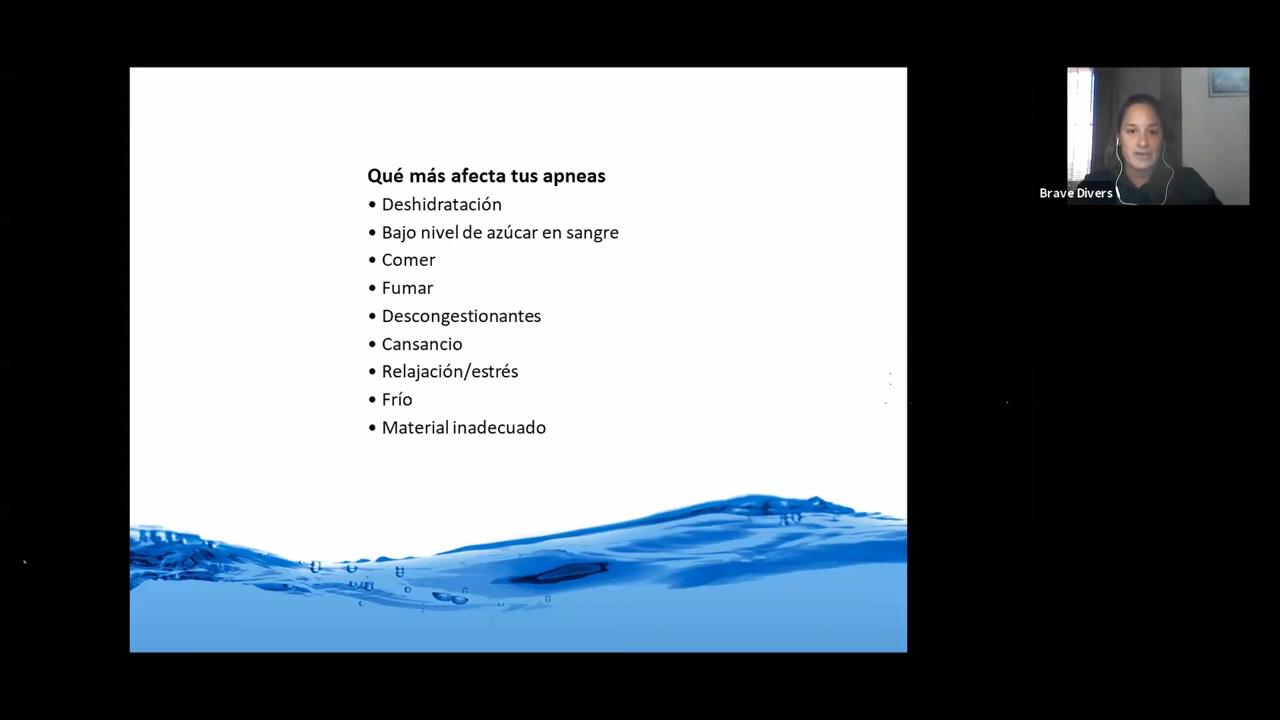 Qué más afecta tus apneas
• Deshidratación
• Bajo nivel de azúcar en sangre
• Comer
• Fumar
• Descongestionantes
• Cansancio
• Relajación/estrés
• Frío
• Material inadecuado
Brave Divers